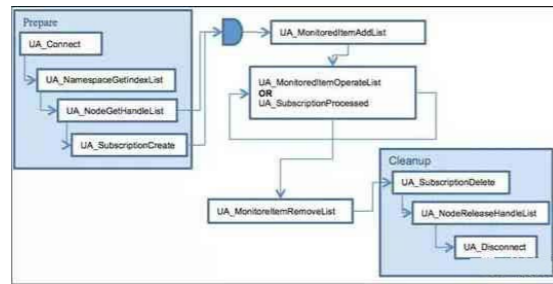 Prepare
UA_Connect
UA_NamespaceGetIndexList
UA_NodeGetHandleList
UA_SubscriptionCreate
UA_MonitoredItemAddList
UA_MonitoredItemOperateList
OR
UA_SubscriptionProcessed
UA_MonitoreItemRemoveList
Cleanup
UA_SubscriptionDelete
UA_NodeReleaseHandleList
UA_Disconnect